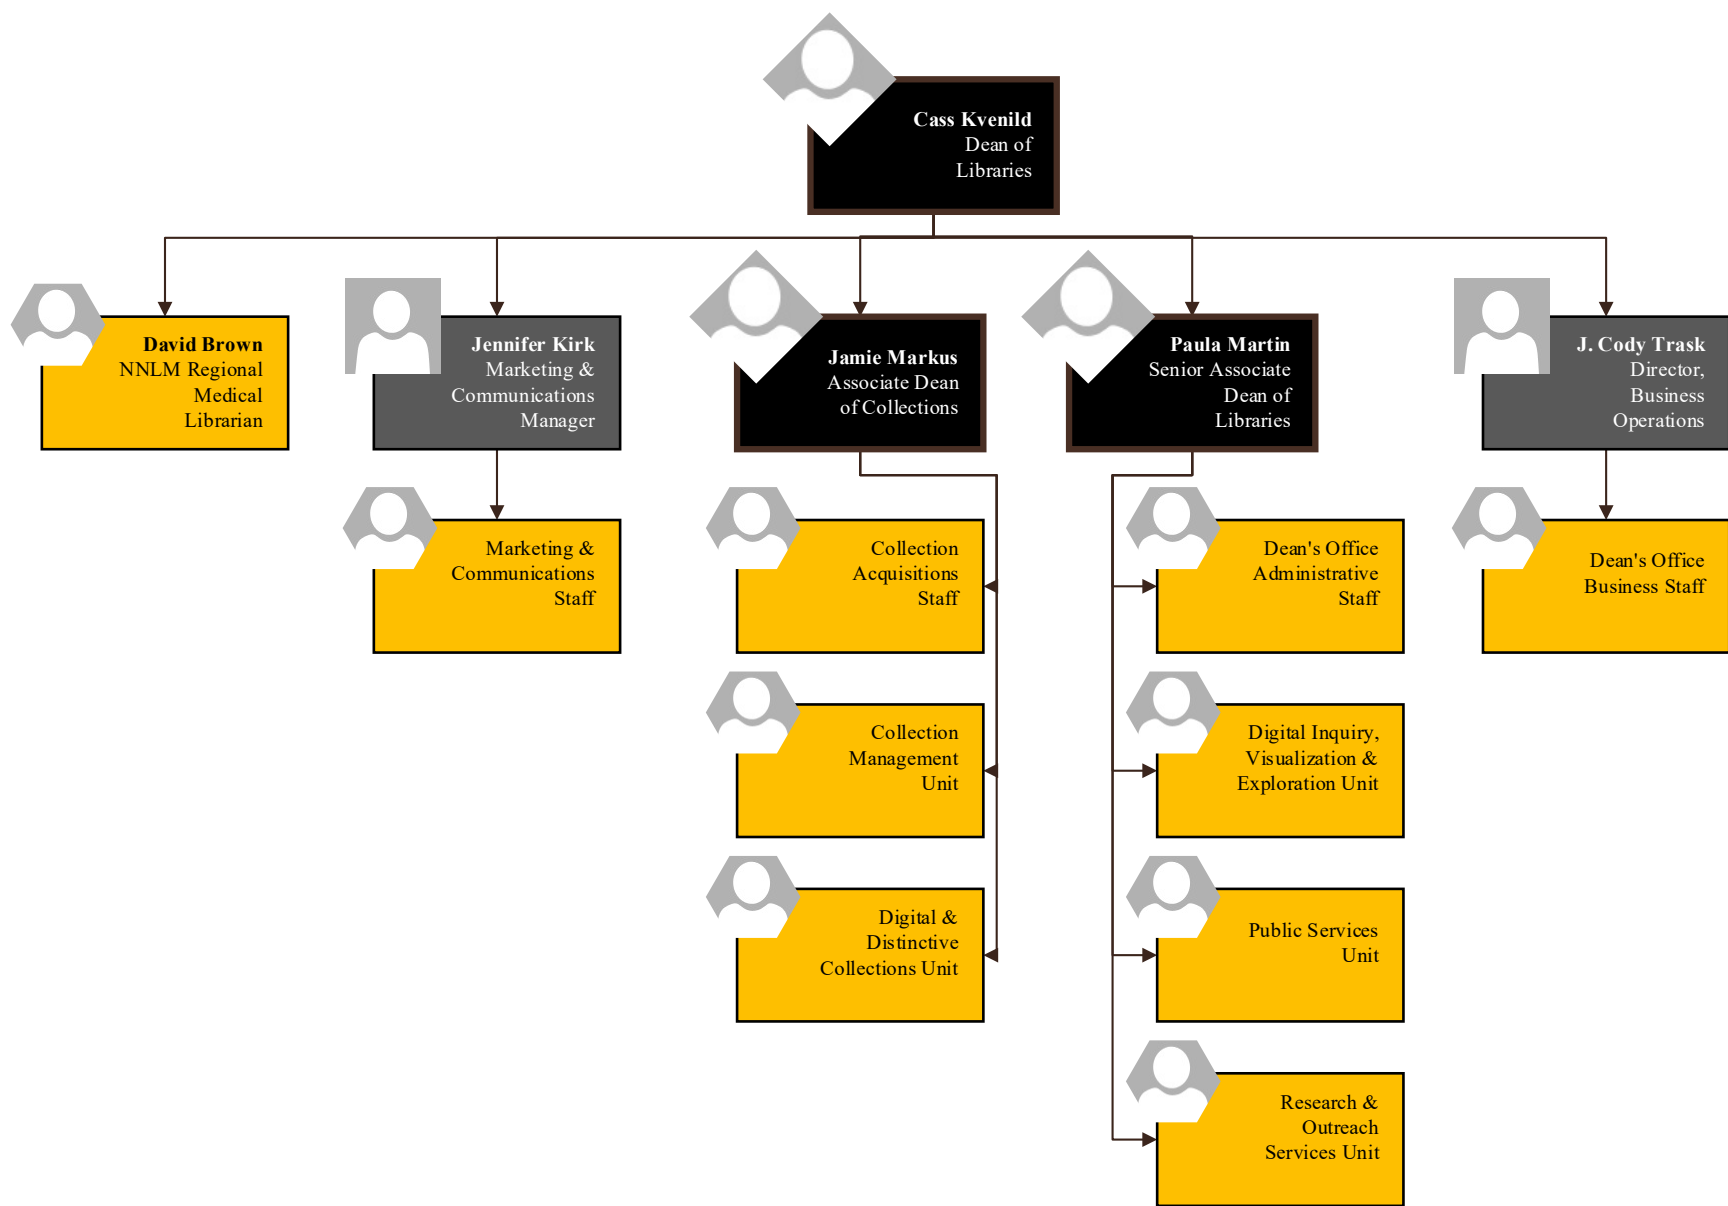 Cass Kvenild
Dean of
Libraries
David Brown
NNLM Regional
Medical
Librarian
Jennifer Kirk
Marketing &
Communications
Manager
Jamie Markus
Associate Dean
of Collections
Paula Martin
Senior Associate
Dean of
Libraries
J. Cody Trask
Director,
Business
Operations
Marketing &
Communications
Staff
Collection
Acquisitions
Staff
Dean's Office
Administrative
Staff
Dean's Office
Business Staff
Collection
Management
Unit
Digital Inquiry,
Visualization &
Exploration Unit
Digital &
Distinctive
Collections Unit
Public Services
Unit
Research &
Outreach
Services Unit